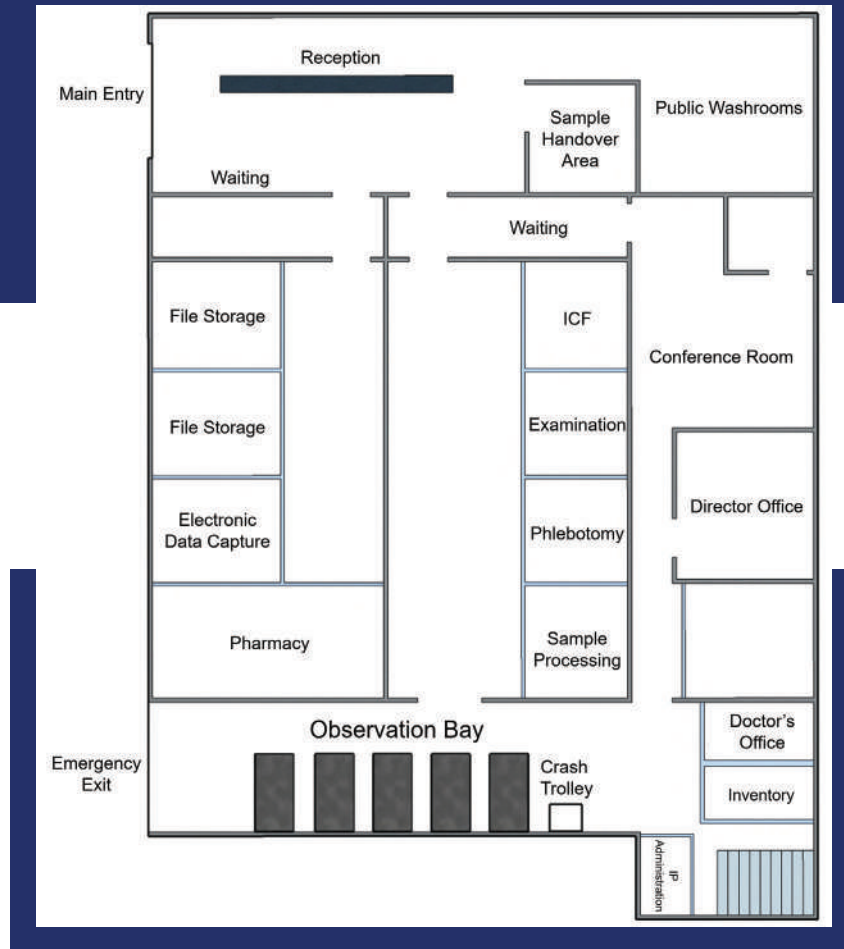 Reception
Main Entry
Public Washrooms
Sample
Handover
Area
Waiting
Waiting
File Storage
ICF
Conference Room
File Storage
Examination
Electronic
Data Capture
Phlebotomy
Director Office
Pharmacy
Sample
Processing
Observation Bay
Doctor's
Office
Emergency
Exit
Crash
Trolley
Inventory
IP
Administration